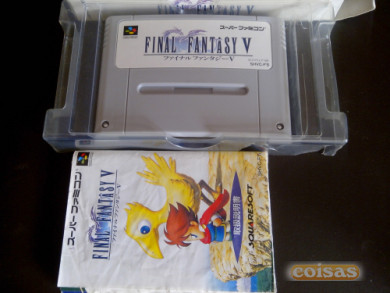 スーパーファミコン
FINAL FANTASY V
ファイナルファンタジーV
スーパーファミコン
FINAL FANTASY V
ファイナルファンタジーV
取扱説明書
SQUARESOFT
coisas